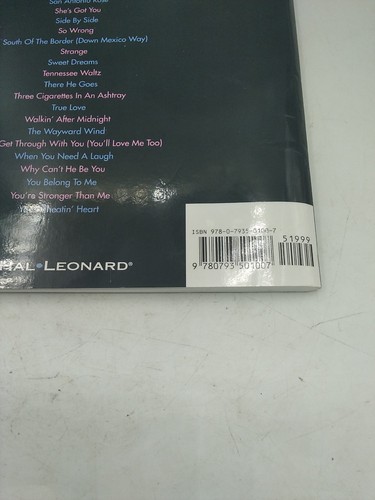 San Antonio Rose
She's Got You
Side By Side
So Wrong
South Of The Border (Down Mexico Way)
Strange
Sweet Dreams
Tennessee Waltz
There He Goes
Three Cigarettes In An Ashtray
True Love
Walkin' After Midnight
The Wayward Wind
Get Through With You (You'll Love Me Too)
When You Need A Laugh
Why Can't He Be You
You Belong To Me
You're Stronger Than Me
Heart
ISBN 978-0-7935-0100-7
51999
9 780793 501007
HAL•LEONARD®